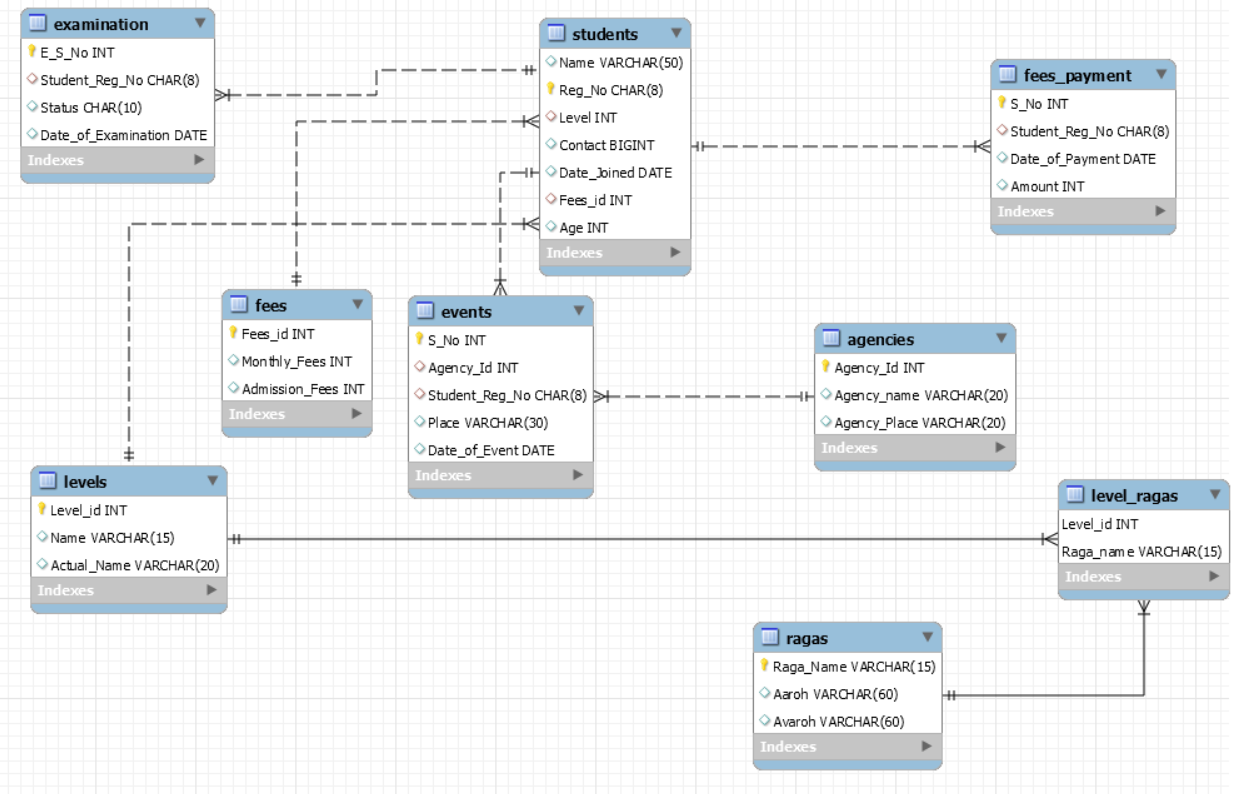 examination
E_S_No INT
Student_Reg_No CHAR(8)
Status CHAR(10)
Date_of_Examination DATE
Indexes
students
Name VARCHAR(50)
Reg_No CHAR(8)
Level INT
Contact BIGINT
Date_Joined DATE
Fees_id INT
Age INT
Indexes
fees_payment
S_No INT
Student_Reg_No CHAR(8)
Date_of_Payment DATE
Amount INT
Indexes
fees
Fees_id INT
Monthly_Fees INT
Admission_Fees INT
Indexes
events
S_No INT
Agency_Id INT
Student_Reg_No CHAR(8)
Place VARCHAR(30)
Date_of_Event DATE
Indexes
agencies
Agency_Id INT
Agency_name VARCHAR(20)
Agency_Place VARCHAR(20)
Indexes
levels
Level_id INT
Name VARCHAR(15)
Actual_Name VARCHAR(20)
Indexes
level_ragas
Level_id INT
Raga_name VARCHAR(15)
Indexes
ragas
Raga_Name VARCHAR(15)
Aaroh VARCHAR(60)
Avaroh VARCHAR(60)
Indexes